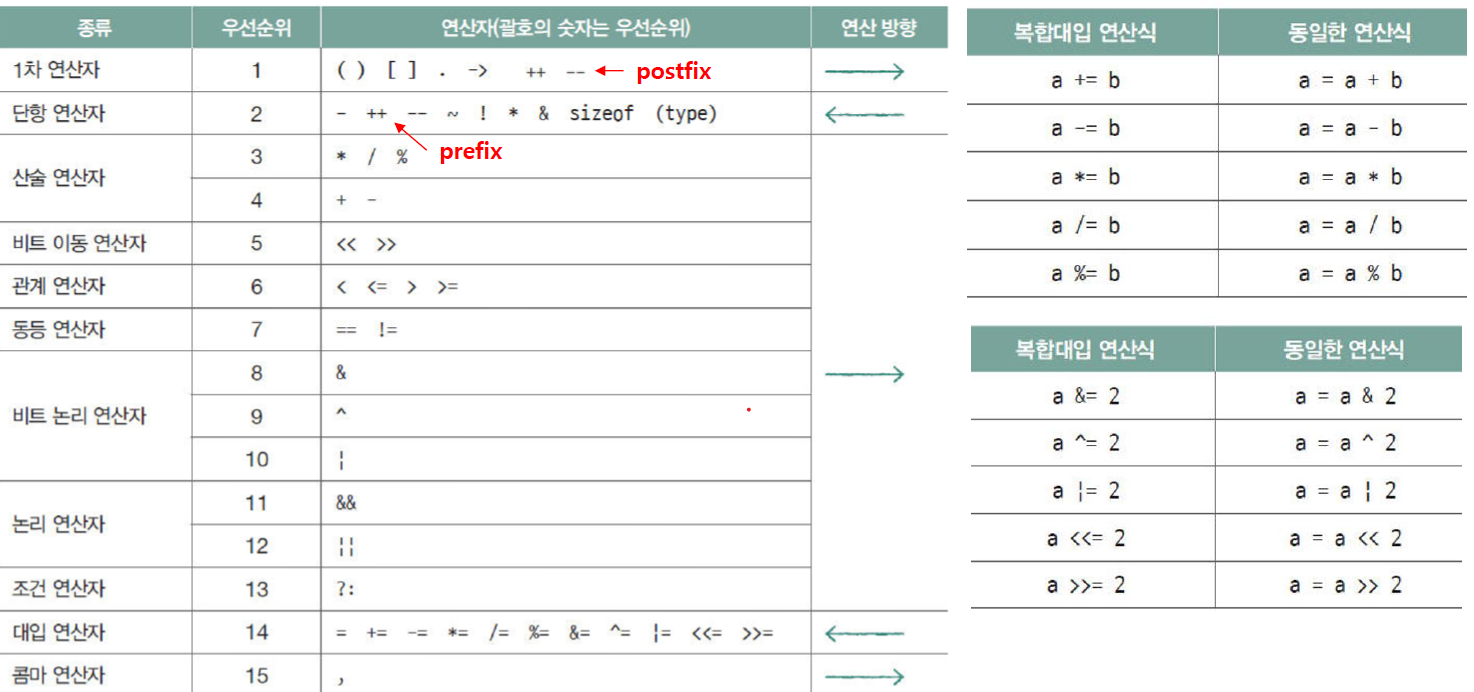 종류 우선순위 연산자(괄호의 숫자는 우선순위) 연산 방향
1차 연산자 1 ( ) [ ] . -> ++ -- postfix
단항 연산자 2 - ++ -- ~ ! * & sizeof (type)
prefix
산술 연산자 3 * / %
4 + -
비트 이동 연산자 5 << >>
관계 연산자 6 < <= > >=
동등 연산자 7 == !=
비트 논리 연산자 8 &
9 ^
10 ¦
논리 연산자 11 &&
12 ¦¦
조건 연산자 13 ?:
대입 연산자 14 = += -= *= /= %= &= ^= ¦= <<= >>=
콤마 연산자 15 ,
복합대입 연산식 동일한 연산식
a += b a = a + b
a -= b a = a - b
a *= b a = a * b
a /= b a = a / b
a %= b a = a % b
복합대입 연산식 동일한 연산식
a &= 2 a = a & 2
a ^= 2 a = a ^ 2
a ¦= 2 a = a ¦ 2
a <<= 2 a = a << 2
a >>= 2 a = a >> 2